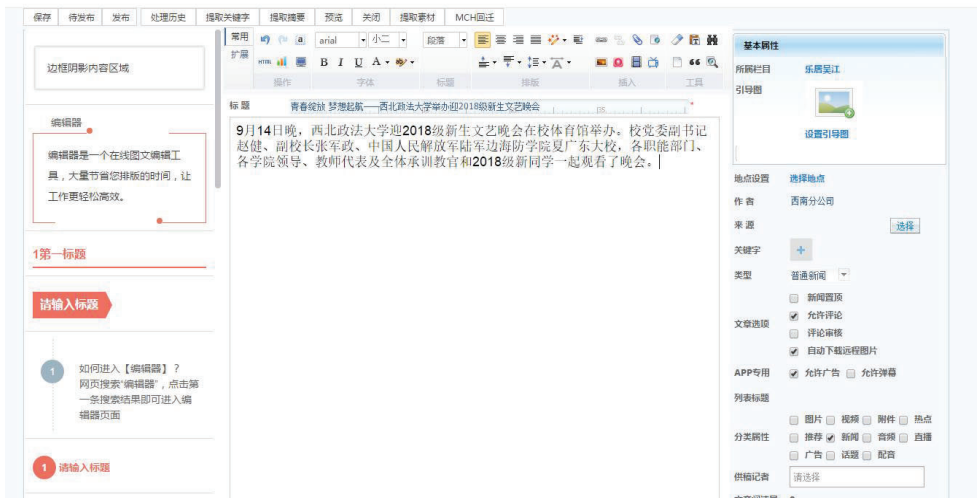 保存 待发布 发布 处理历史 提取关键字 提取摘要 预览 关闭 提取素材 MCH回迁
边框阴影内容区域
编辑器
编辑器是一个在线图文编辑工
具，大量节省您排版的时间，让
工作更轻松高效。
1第一标题
请输入标题
1
如何进入【编辑器】？
网页搜索“编辑器”，点击第
一条搜索结果即可进入编
辑器页面
1 请输入标题
常用 arial 小二 段落
扩展 HTML B I U A
操作 字体 标题 排版 插入 工具
标 题 青春绽放 梦想起航——西北政法大学举办迎2018级新生文艺晚会 *
9月14日晚，西北政法大学迎2018级新生文艺晚会在校体育馆举办。校党委副书记
赵健、副校长张军政、中国人民解放军陆军边海防学院夏广东大校，各职能部门、
各学院领导、教师代表及全体承训教官和2018级新同学一起观看了晚会。
基本属性
所属栏目 乐居吴江
引导图
设置引导图
地点设置 选择地点
作 者 西南分公司
来 源 选择
关键字 +
类型 普通新闻
文章选项
新闻置顶
允许评论
评论审核
自动下载远程图片
APP专用 允许广告 允许弹幕
列表标题
分类属性
图片 视频 附件 热点
推荐 新闻 音频 直播
广告 话题 配音
供稿记者 请选择